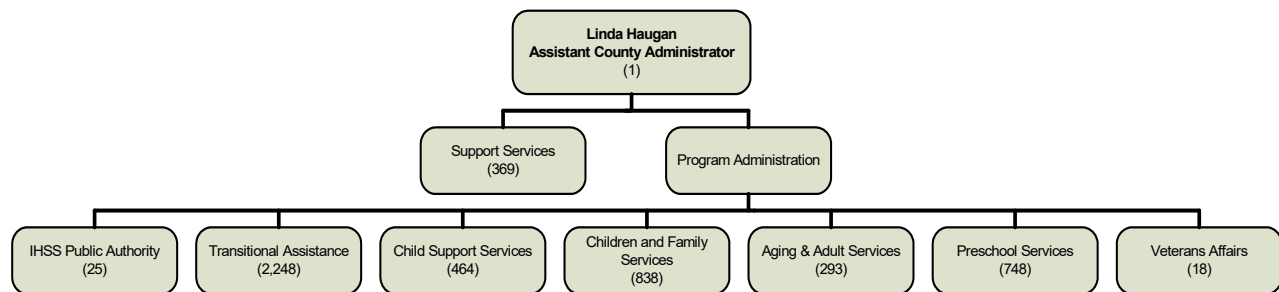 Linda Haugan
Assistant County Administrator
(1)
Support Services
(369)
Program Administration
IHSS Public Authority
(25)
Transitional Assistance
(2,248)
Child Support Services
(464)
Children and Family
Services
(838)
Aging & Adult Services
(293)
Preschool Services
(748)
Veterans Affairs
(18)